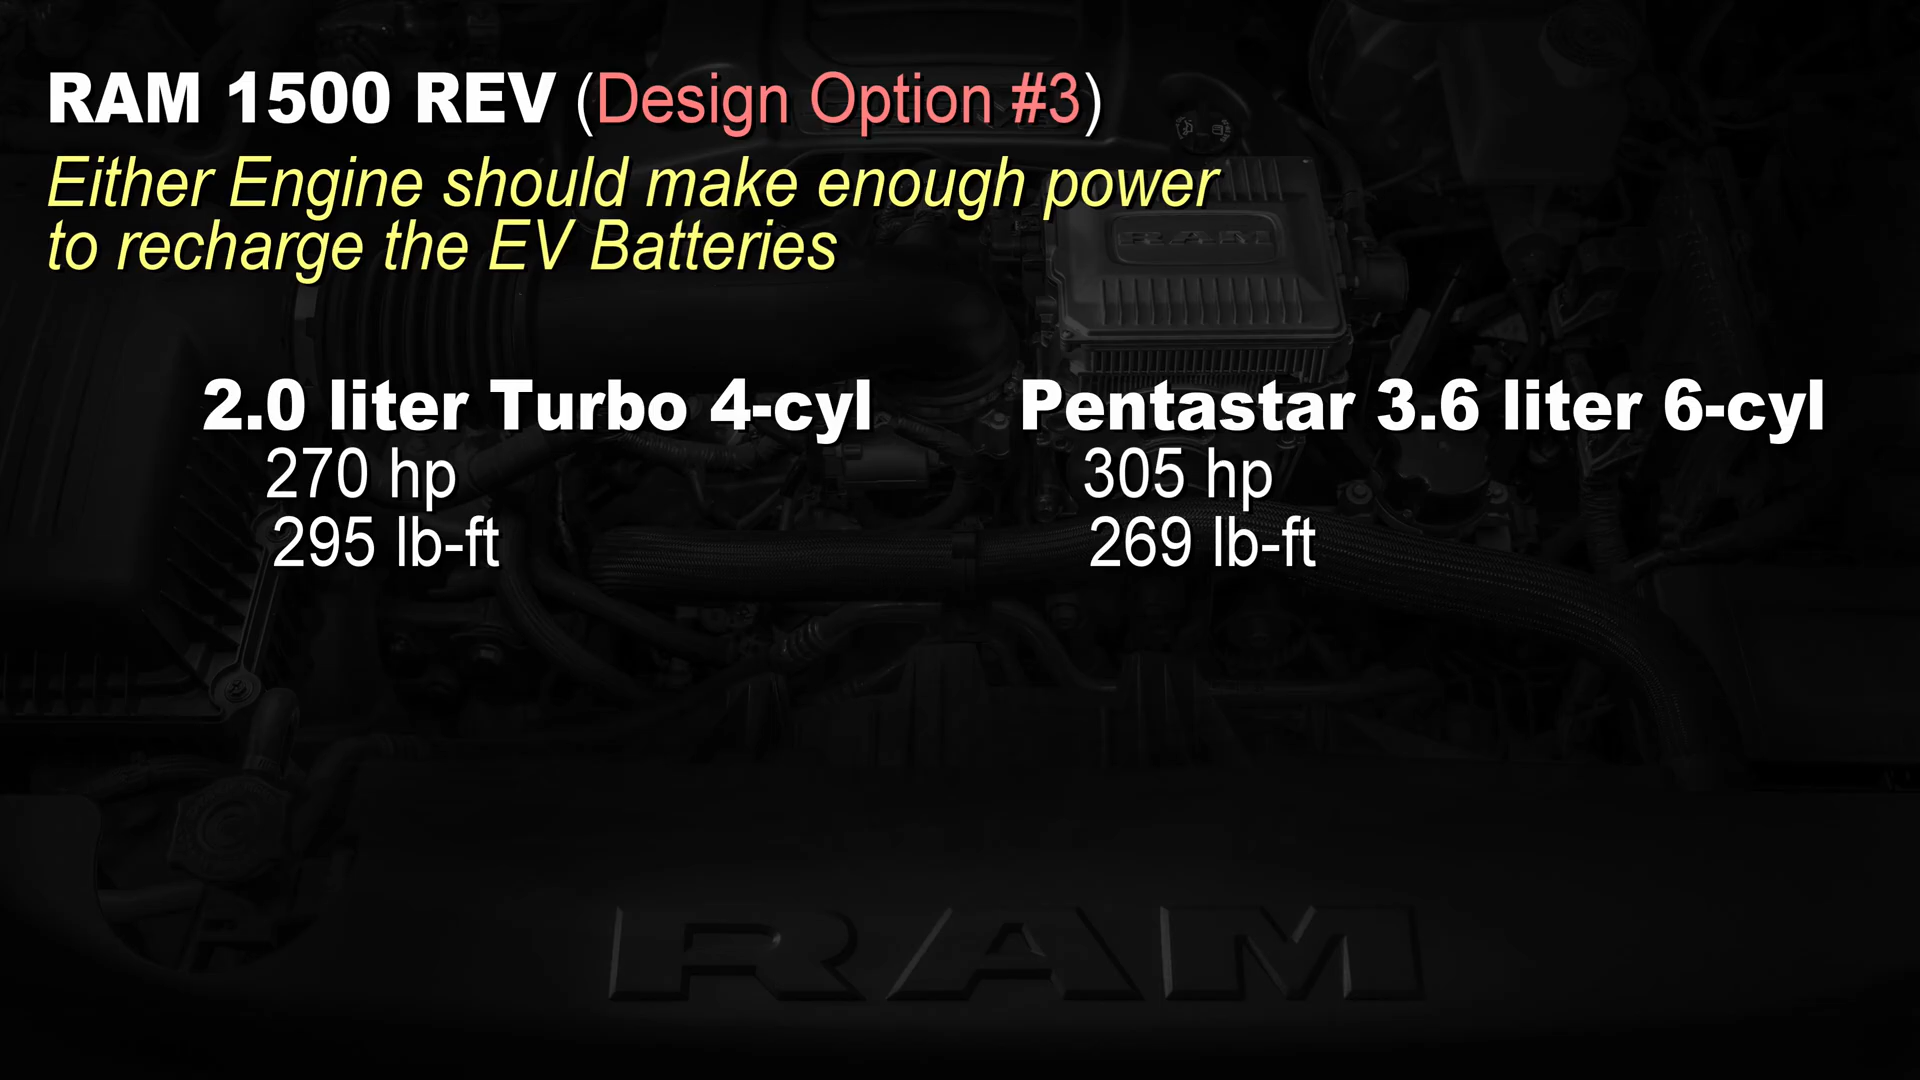 RAM 1500 REV (Design Option #3)
Either Engine should make enough power
to recharge the EV Batteries
RAM
2.0 liter Turbo 4-cyl
270 hp
295 lb-ft
Pentastar 3.6 liter 6-cyl
305 hp
269 lb-ft
RAM